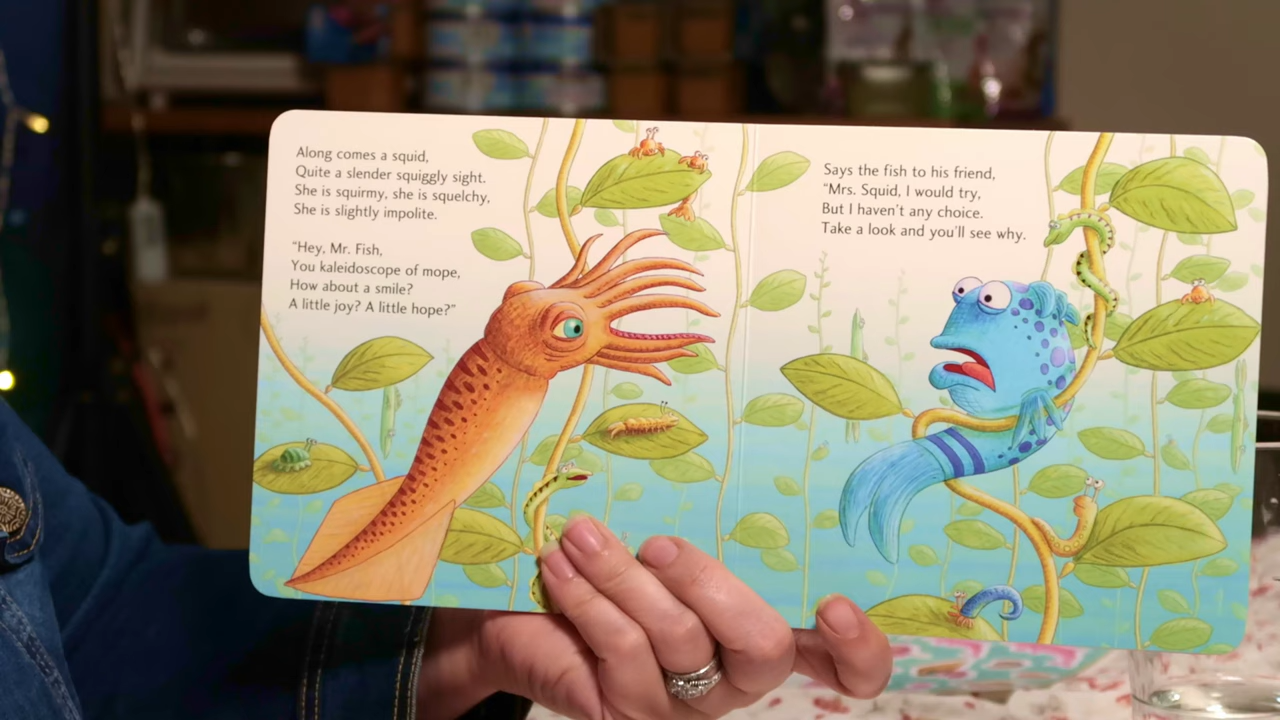 Along comes a squid,
Quite a slender squiggly sight.
She is squirmy, she is squelchy,
She is slightly impolite.
"Hey, Mr. Fish,
You kaleidoscope of mope,
How about a smile?
A little joy? A little hope?"
Says the fish to his friend,
"Mrs. Squid, I would try,
But I haven't any choice.
Take a look and you'll see why.